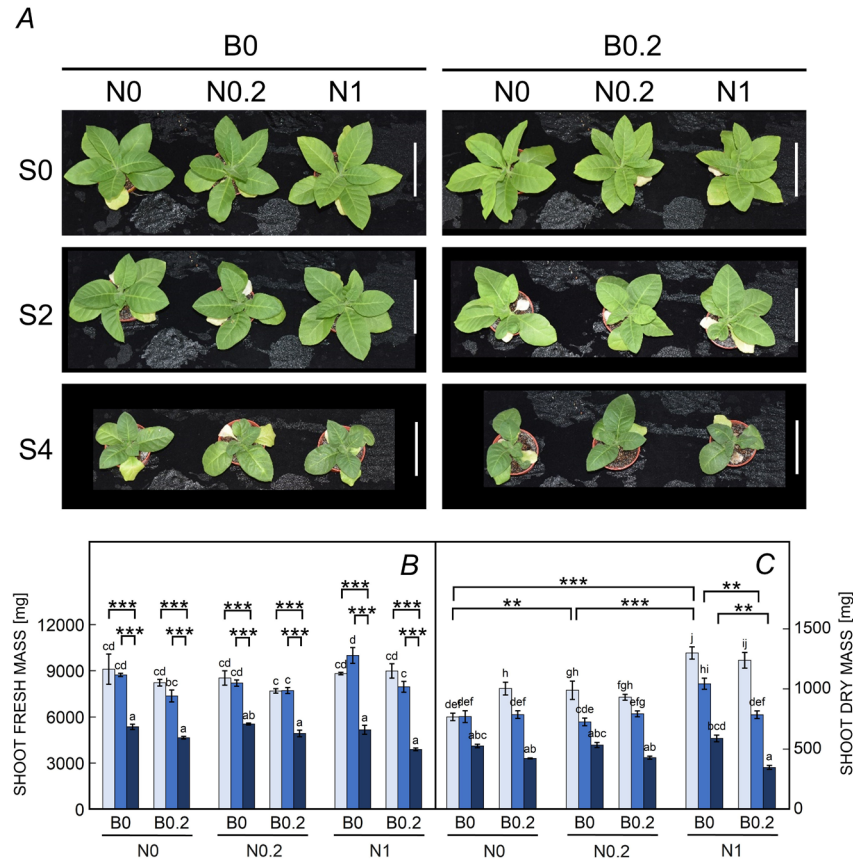 A
B0 B0.2
N0 N0.2 N1 N0 N0.2 N1
S0
S2
S4
B C
SHOOT FRESH MASS [mg]
12000
9000
6000
3000
0
*** *** *** *** *** ***
*** *** *** *** *** ***
cd cd a cd bc a cd cd ab c c a cd d a cd c a
***
** ***
**
**
def def abc h def ab gh cde abc fgh efg ab j hi bcd ij def a
1500
1000
500
0
SHOOT DRY MASS [mg]
B0 B0.2 B0 B0.2 B0 B0.2 B0 B0.2 B0 B0.2 B0 B0.2
N0 N0.2 N1 N0 N0.2 N1